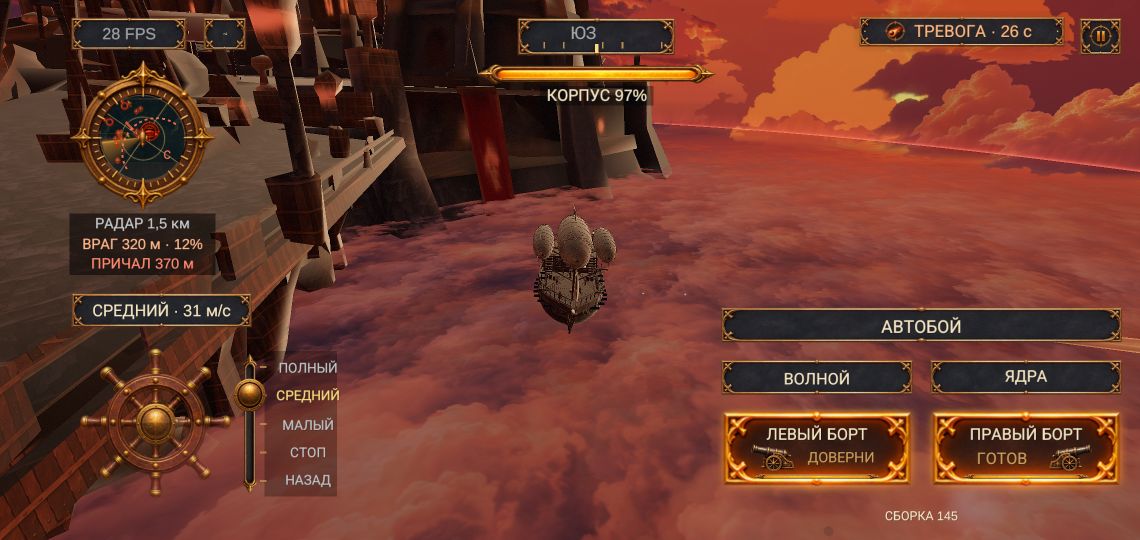 28 FPS
ЮЗ
ТРЕВОГА · 26 с
КОРПУС 97%
С
РАДАР 1,5 км
ВРАГ 320 м · 12%
ПРИЧАЛ 370 м
СРЕДНИЙ · 31 м/с
ПОЛНЫЙ
СРЕДНИЙ
МАЛЫЙ
СТОП
НАЗАД
АВТОБОЙ
ВОЛНОЙ
ЯДРА
ЛЕВЫЙ БОРТ
ДОВЕРНИ
ПРАВЫЙ БОРТ
ГОТОВ
СБОРКА 145